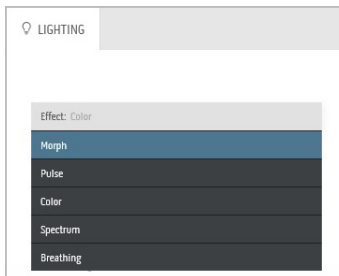 LIGHTING
Effect: Color
Morph
Pulse
Color
Spectrum
Breathing